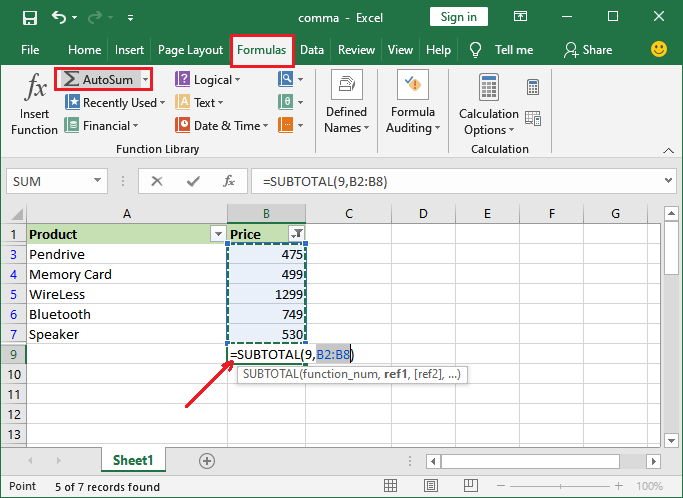 comma - Excel
Sign in
File Home Insert Page Layout Formulas Data Review View Help Tell me Share
fx
Insert Function
Σ AutoSum
Recently Used
Financial
Logical
Text
Date & Time
θ
Function Library
Defined Names
Formula Auditing
Calculation Options
Calculation
SUM fx =SUBTOTAL(9,B2:B8)
A B C D E F G
1 Product Price
3 Pendrive 475
4 Memory Card 499
5 WireLess 1299
6 Bluetooth 749
7 Speaker 530
9 =SUBTOTAL(9,B2:B8)
SUBTOTAL(function_num, ref1, [ref2], ...)
10
11
12
13
Sheet1
Point 5 of 7 records found 100%